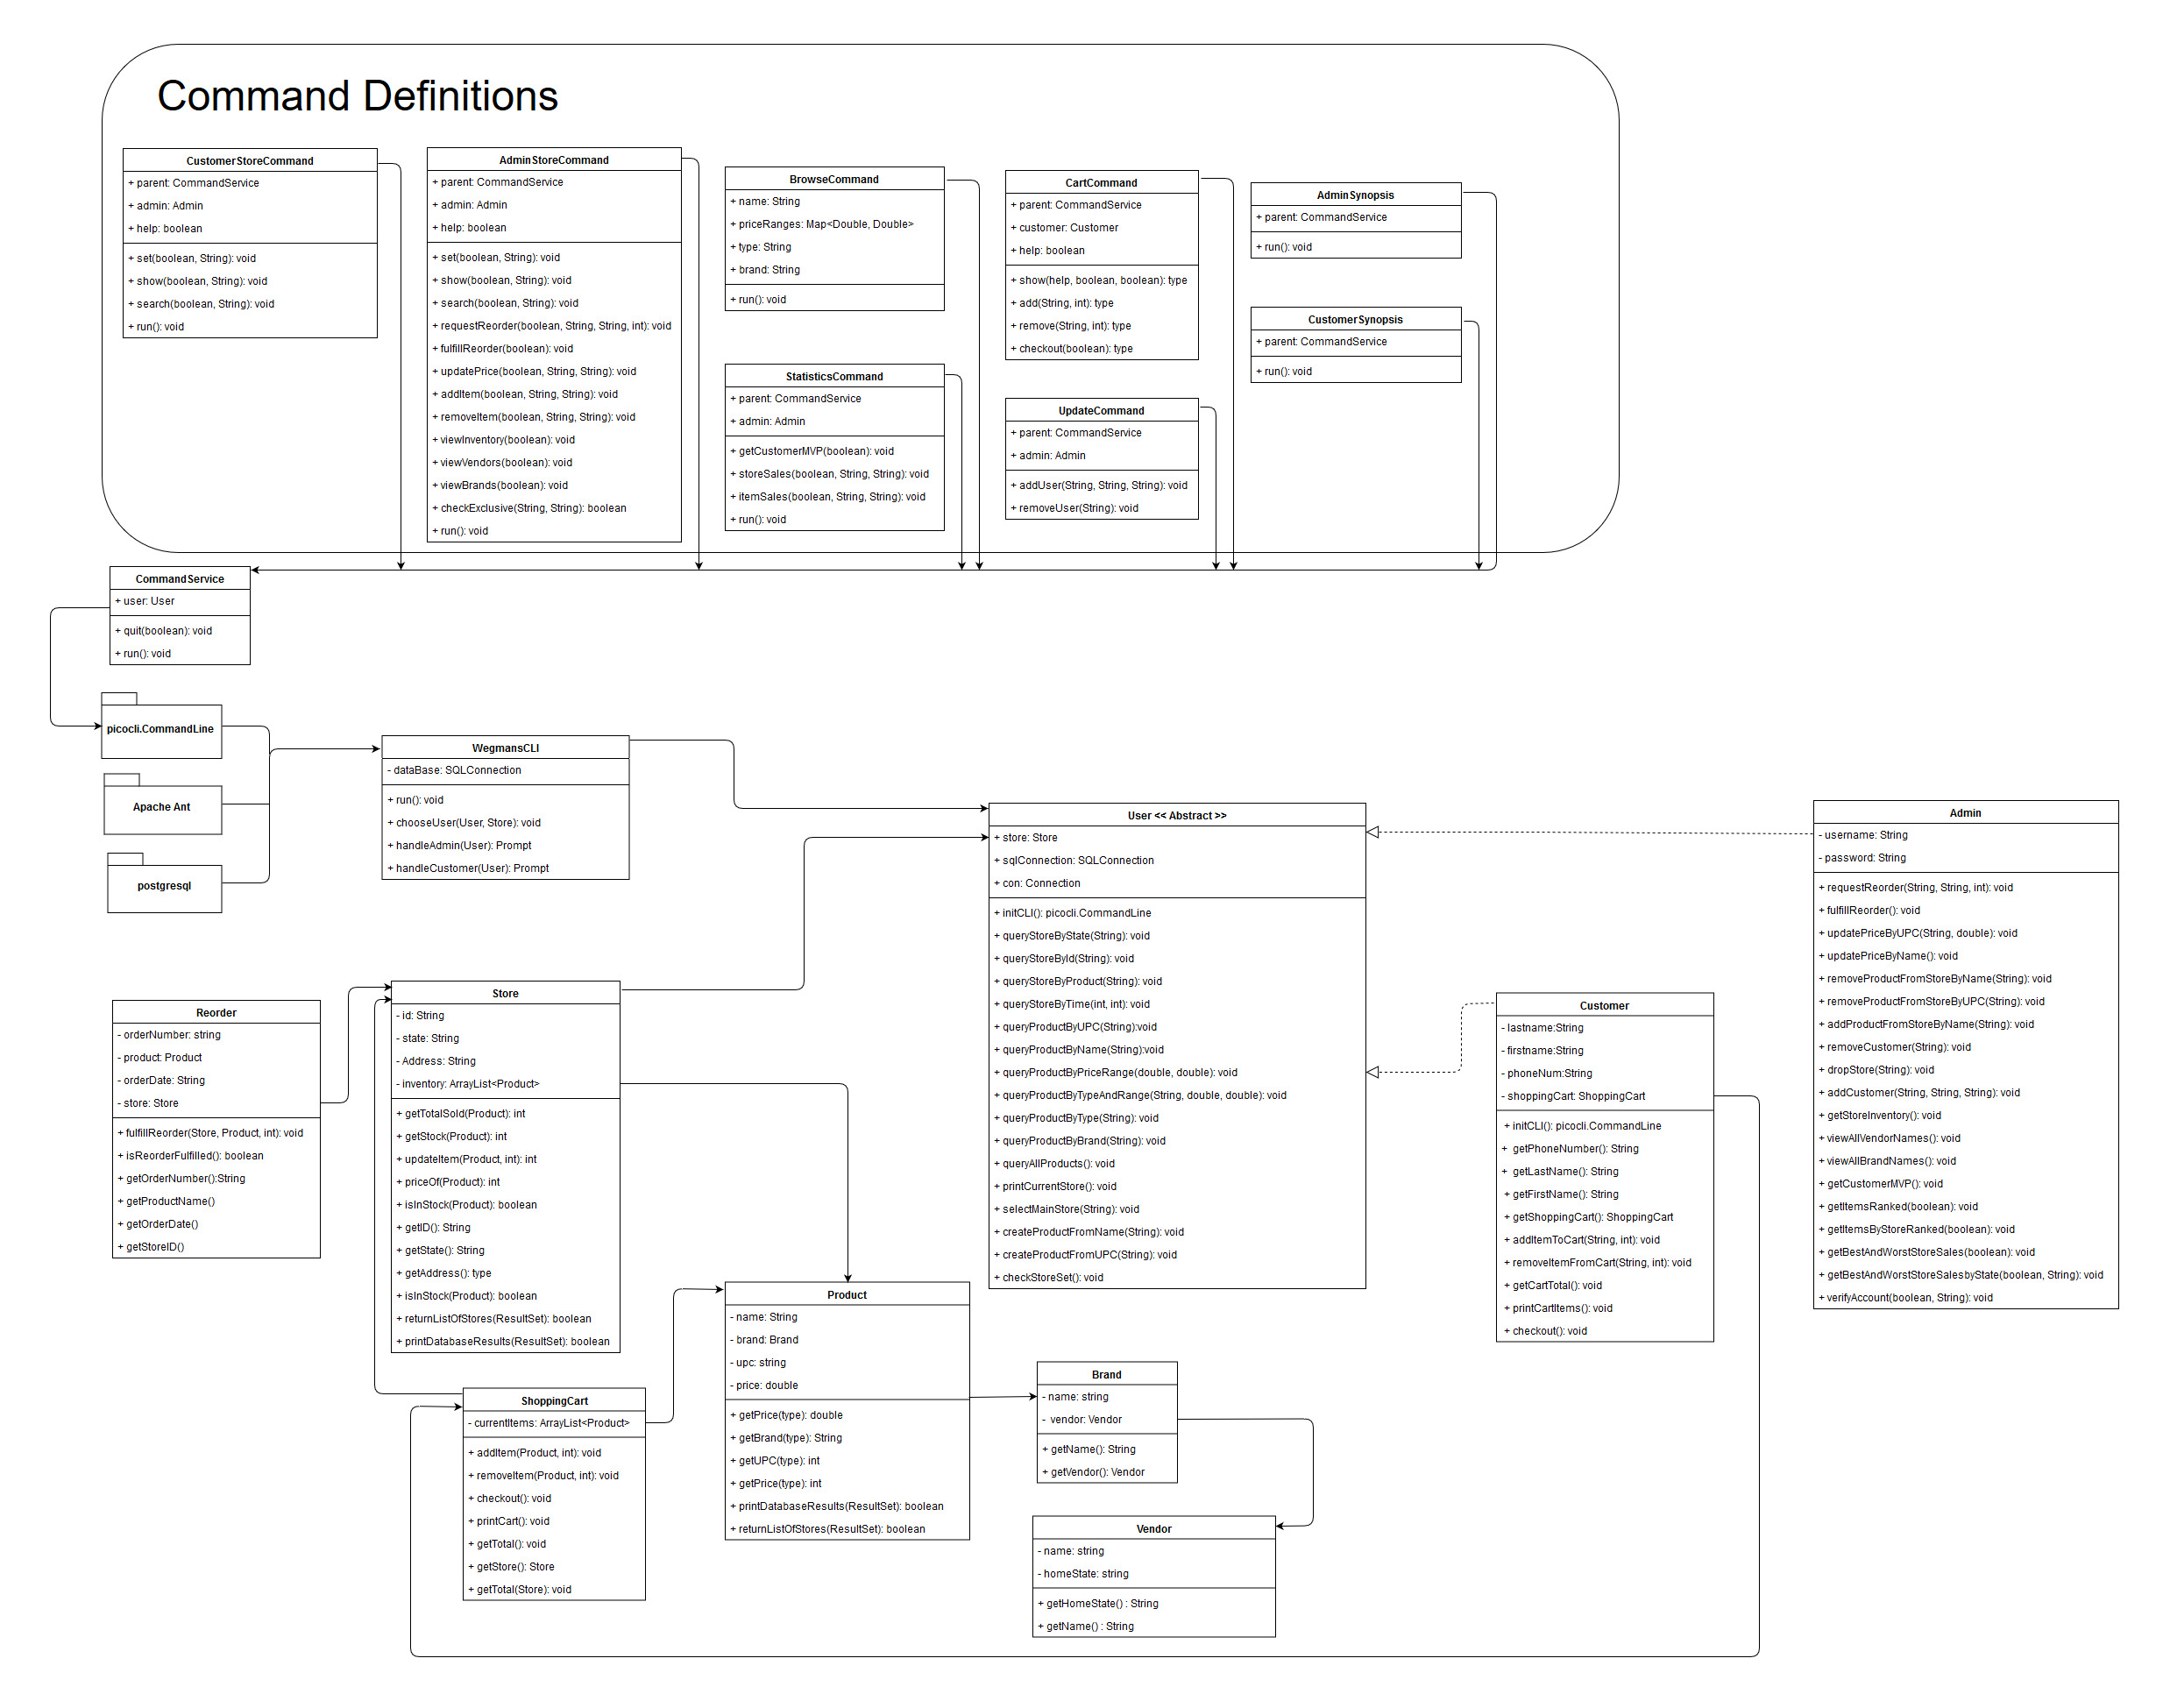 Command Definitions
CustomerStoreCommand
+ parent: CommandService
+ admin: Admin
+ help: boolean
+ set(boolean, String): void
+ show(boolean, String): void
+ search(boolean, String): void
+ run(): void
AdminStoreCommand
+ parent: CommandService
+ admin: Admin
+ help: boolean
+ set(boolean, String): void
+ show(boolean, String): void
+ search(boolean, String): void
+ requestReorder(boolean, String, String, int): void
+ fulfillReorder(boolean): void
+ updatePrice(boolean, String, String): void
+ addItem(boolean, String, String): void
+ removeItem(boolean, String, String): void
+ viewInventory(boolean): void
+ viewVendors(boolean): void
+ viewBrands(boolean): void
+ checkExclusive(String, String): boolean
+ run(): void
BrowseCommand
+ name: String
+ priceRanges: Map<Double, Double>
+ type: String
+ brand: String
+ run(): void
StatisticsCommand
+ parent: CommandService
+ admin: Admin
+ getCustomerMVP(boolean): void
+ storeSales(boolean, String, String): void
+ itemSales(boolean, String, String): void
+ run(): void
CartCommand
+ parent: CommandService
+ customer: Customer
+ help: boolean
+ show(help, boolean, boolean): type
+ add(String, int): type
+ remove(String, int): type
+ checkout(boolean): type
UpdateCommand
+ parent: CommandService
+ admin: Admin
+ addUser(String, String, String): void
+ removeUser(String): void
AdminSynopsis
+ parent: CommandService
+ run(): void
CustomerSynopsis
+ parent: CommandService
+ run(): void
CommandService
+ user: User
+ quit(boolean): void
+ run(): void
picocli.CommandLine
Apache Ant
postgresql
WegmansCLI
- dataBase: SQLConnection
+ run(): void
+ chooseUser(User, Store): void
+ handleAdmin(User): Prompt
+ handleCustomer(User): Prompt
User << Abstract >>
+ store: Store
+ sqlConnection: SQLConnection
+ con: Connection
+ initCLI(): picocli.CommandLine
+ queryStoreByState(String): void
+ queryStoreById(String): void
+ queryStoreByProduct(String): void
+ queryStoreByTime(int, int): void
+ queryProductByUPC(String):void
+ queryProductByName(String):void
+ queryProductByPriceRange(double, double): void
+ queryProductByTypeAndRange(String, double, double): void
+ queryProductByType(String): void
+ queryProductByBrand(String): void
+ queryAllProducts(): void
+ printCurrentStore(): void
+ selectMainStore(String): void
+ createProductFromName(String): void
+ createProductFromUPC(String): void
+ checkStoreSet(): void
Admin
- username: String
- password: String
+ requestReorder(String, String, int): void
+ fulfillReorder(): void
+ updatePriceByUPC(String, double): void
+ updatePriceByName(): void
+ removeProductFromStoreByName(String): void
+ removeProductFromStoreByUPC(String): void
+ addProductFromStoreByName(String): void
+ removeCustomer(String): void
+ dropStore(String): void
+ addCustomer(String, String, String): void
+ getStoreInventory(): void
+ viewAllVendorNames(): void
+ viewAllBrandNames(): void
+ getCustomerMVP(): void
+ getItemsRanked(boolean): void
+ getItemsByStoreRanked(boolean): void
+ getBestAndWorstStoreSales(boolean): void
+ getBestAndWorstStoreSalesbyState(boolean, String): void
+ verifyAccount(boolean, String): void
Customer
- lastname:String
- firstname:String
- phoneNum:String
- shoppingCart: ShoppingCart
+ initCLI(): picocli.CommandLine
+ getPhoneNumber(): String
+ getLastName(): String
+ getFirstName(): String
+ getShoppingCart(): ShoppingCart
+ addItemToCart(String, int): void
+ removeItemFromCart(String, int): void
+ getCartTotal(): void
+ printCartItems(): void
+ checkout(): void
Reorder
- orderNumber: string
- product: Product
- orderDate: String
- store: Store
+ fulfillReorder(Store, Product, int): void
+ isReorderFulfilled(): boolean
+ getOrderNumber():String
+ getProductName()
+ getOrderDate()
+ getStoreID()
Store
- id: String
- state: String
- Address: String
- inventory: ArrayList<Product>
+ getTotalSold(Product): int
+ getStock(Product): int
+ updateItem(Product, int): int
+ priceOf(Product): int
+ isInStock(Product): boolean
+ getID(): String
+ getState(): String
+ getAddress(): type
+ isInStock(Product): boolean
+ returnListOfStores(ResultSet): boolean
+ printDatabaseResults(ResultSet): boolean
Product
- name: String
- brand: Brand
- upc: string
- price: double
+ getPrice(type): double
+ getBrand(type): String
+ getUPC(type): int
+ getPrice(type): int
+ printDatabaseResults(ResultSet): boolean
+ returnListOfStores(ResultSet): boolean
ShoppingCart
- currentItems: ArrayList<Product>
+ addItem(Product, int): void
+ removeItem(Product, int): void
+ checkout(): void
+ printCart(): void
+ getTotal(): void
+ getStore(): Store
+ getTotal(Store): void
Brand
- name: string
- vendor: Vendor
+ getName(): String
+ getVendor(): Vendor
Vendor
- name: string
- homeState: string
+ getHomeState() : String
+ getName() : String